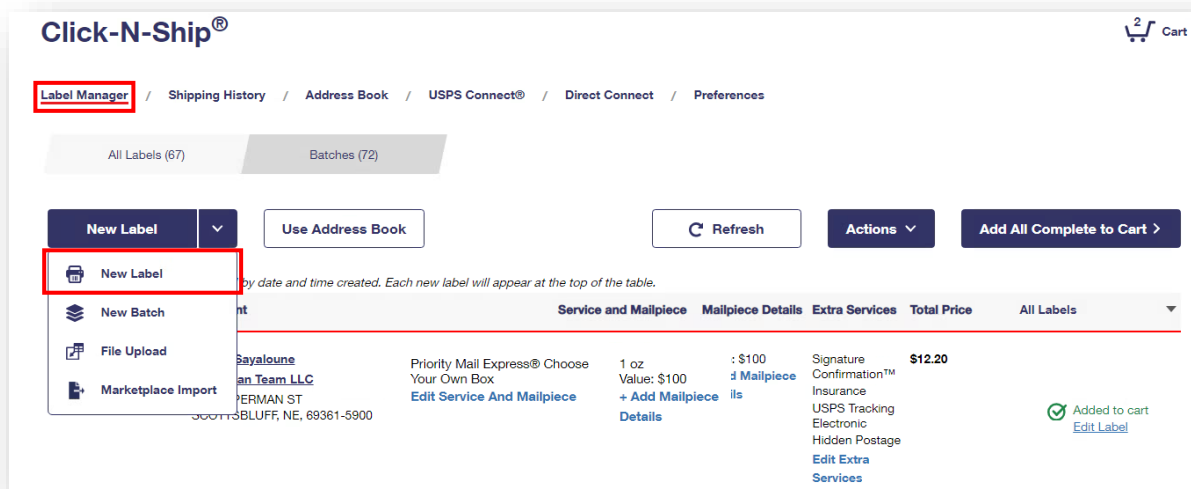 Click-N-Ship®
2
Cart
Label Manager / Shipping History / Address Book / USPS Connect® / Direct Connect / Preferences
All Labels (67)
Batches (72)
New Label
Use Address Book
Refresh
Actions
Add All Complete to Cart >
New Label
New Batch
File Upload
Marketplace Import
by date and time created. Each new label will appear at the top of the table.
nt
Service and Mailpiece
Mailpiece Details
Extra Services
Total Price
All Labels
Sayaloune
an Team LLC
PERMAN ST
SCOTTSBLUFF, NE, 69361-5900
Priority Mail Express® Choose
Your Own Box
Edit Service And Mailpiece
1 oz
Value: $100
+ Add Mailpiece
Details
: $100
d Mailpiece
ils
Signature
Confirmation™
Insurance
USPS Tracking
Electronic
Hidden Postage
Edit Extra
Services
$12.20
Added to cart
Edit Label